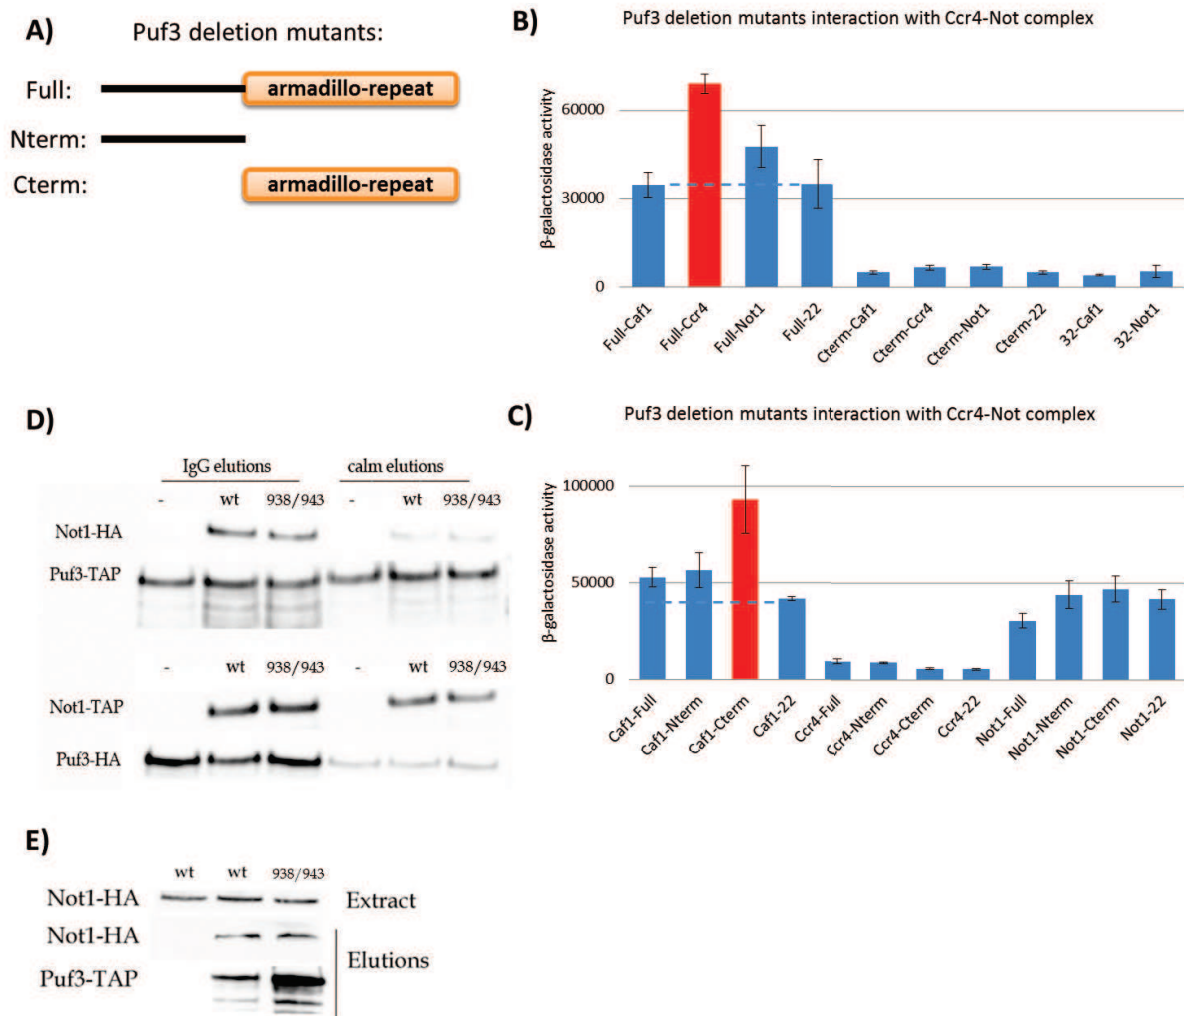 A)
Puf3 deletion mutants:
Full:
armadillo-repeat
Nterm:
Cterm:
armadillo-repeat
B)
Puf3 deletion mutants interaction with Ccr4-Not complex
β-galactosidase activity
60000
30000
0
Full-Caf1
Full-Ccr4
Full-Not1
Full-22
Cterm-Caf1
Cterm-Ccr4
Cterm-Not1
Cterm-22
32-Caf1
32-Not1
C)
Puf3 deletion mutants interaction with Ccr4-Not complex
β-galactosidase activity
100000
50000
0
Caf1-Full
Caf1-Nterm
Caf1-Cterm
Caf1-22
Ccr4-Full
Ccr4-Nterm
Ccr4-Cterm
Ccr4-22
Not1-Full
Not1-Nterm
Not1-Cterm
Not1-22
D)
IgG elutions calm elutions
- wt 938/943 - wt 938/943
Not1-HA
Puf3-TAP
- wt 938/943 - wt 938/943
Not1-TAP
Puf3-HA
E)
wt wt 938/943
Not1-HA Extract
Not1-HA
Elutions
Puf3-TAP